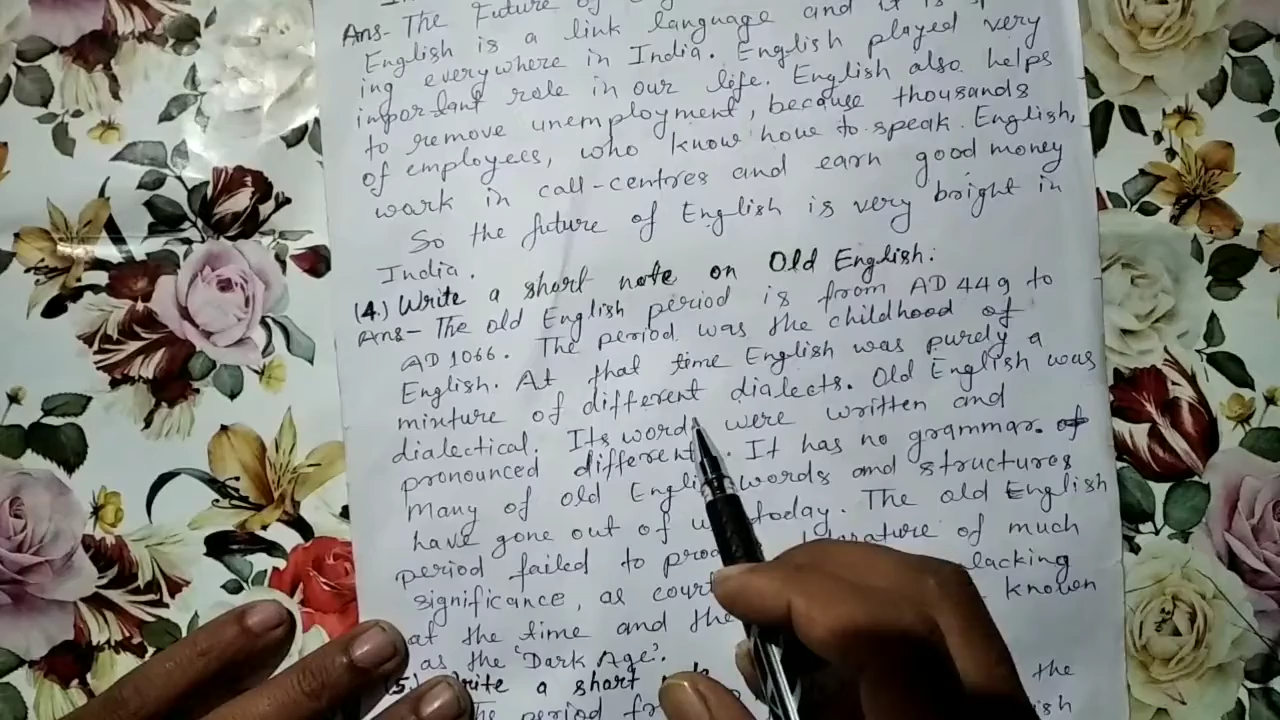 Ans- The Future of
English is a link language and it is
ing everywhere in India. English played very
important role in our life. English also helps
to remove unemployment, because thousands
of employees, who know how to speak English,
work in call-centres and earn good money
So the future of English is very bright in
India.
(4.) Write a short note on Old English.
Ans- The old English period is from AD 449 to
AD 1066. The period was the childhood of
English. At that time English was purely a
mixture of different dialects. Old English was
dialectical. Its words were written and
pronounced different. It has no grammar. of
Many of old English words and structures
have gone out of today. The old English
period failed to literature of much
significance, as lacking
at the time and the known
as the 'Dark Age'.
(5.) Write a short the
The period